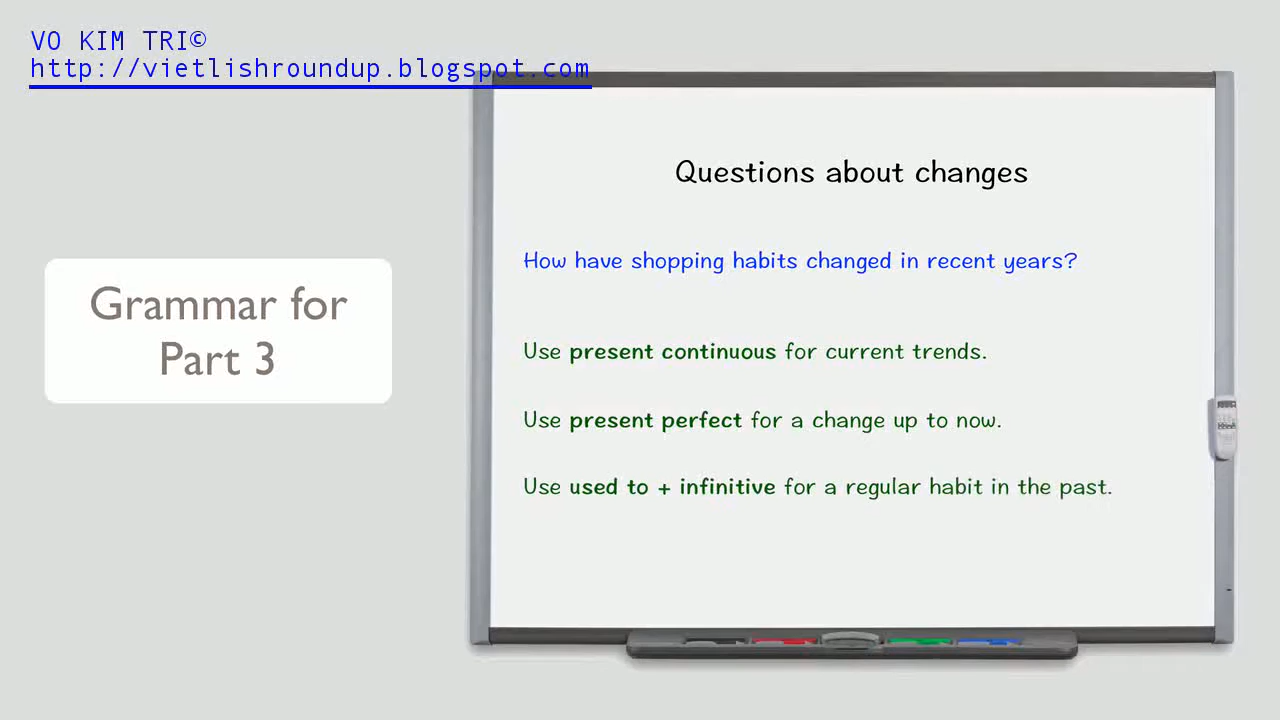 VO KIM TRI©
http://vietlishroundup.blogspot.com
Grammar for
Part 3
Questions about changes
How have shopping habits changed in recent years?
Use present continuous for current trends.
Use present perfect for a change up to now.
Use used to + infinitive for a regular habit in the past.